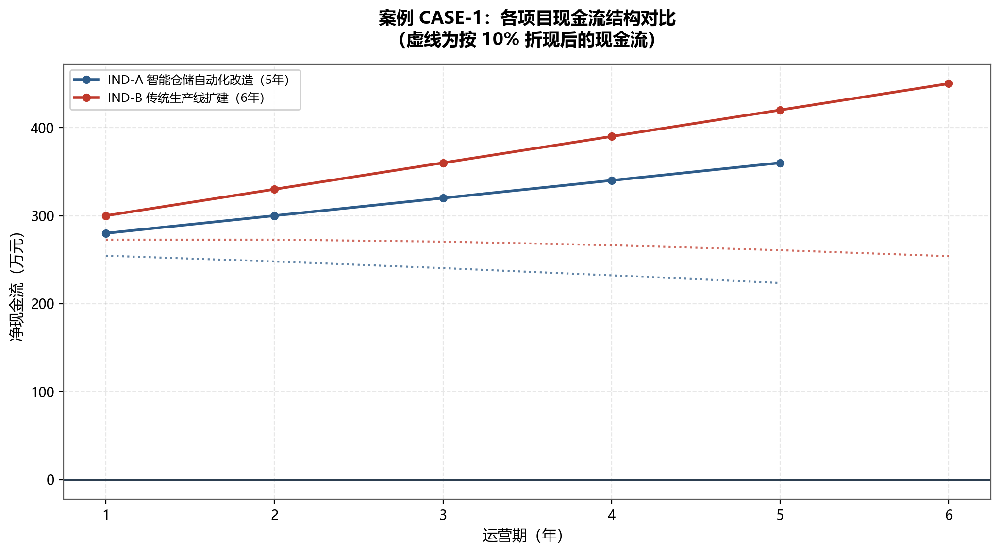 案例 CASE-1：各项目现金流结构对比
（虚线为按 10% 折现后的现金流）
IND-A 智能仓储自动化改造（5年）
IND-B 传统生产线扩建（6年）
净现金流（万元）
400
300
200
100
0
1 2 3 4 5 6
运营期（年）